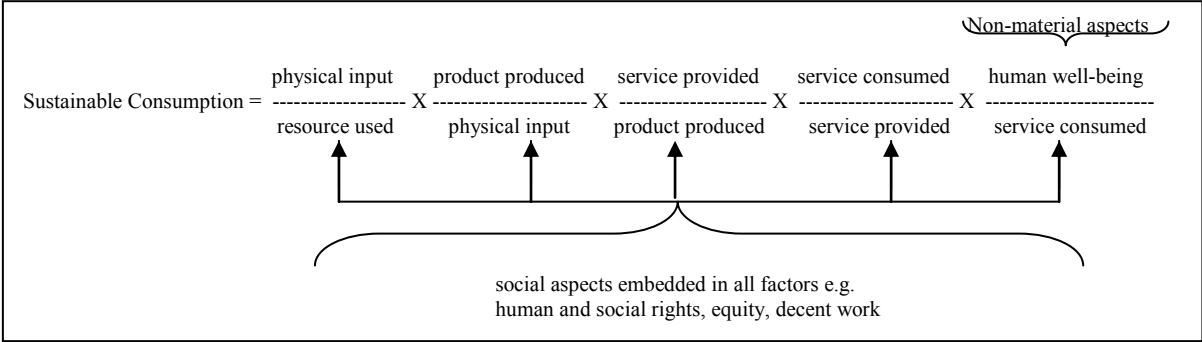 Non-material aspects
physical input product produced service provided service consumed human well-being
Sustainable Consumption = ------------------- X ---------------------- X --------------------- X ---------------------- X ------------------------
resource used physical input product produced service provided service consumed
social aspects embedded in all factors e.g.
human and social rights, equity, decent work